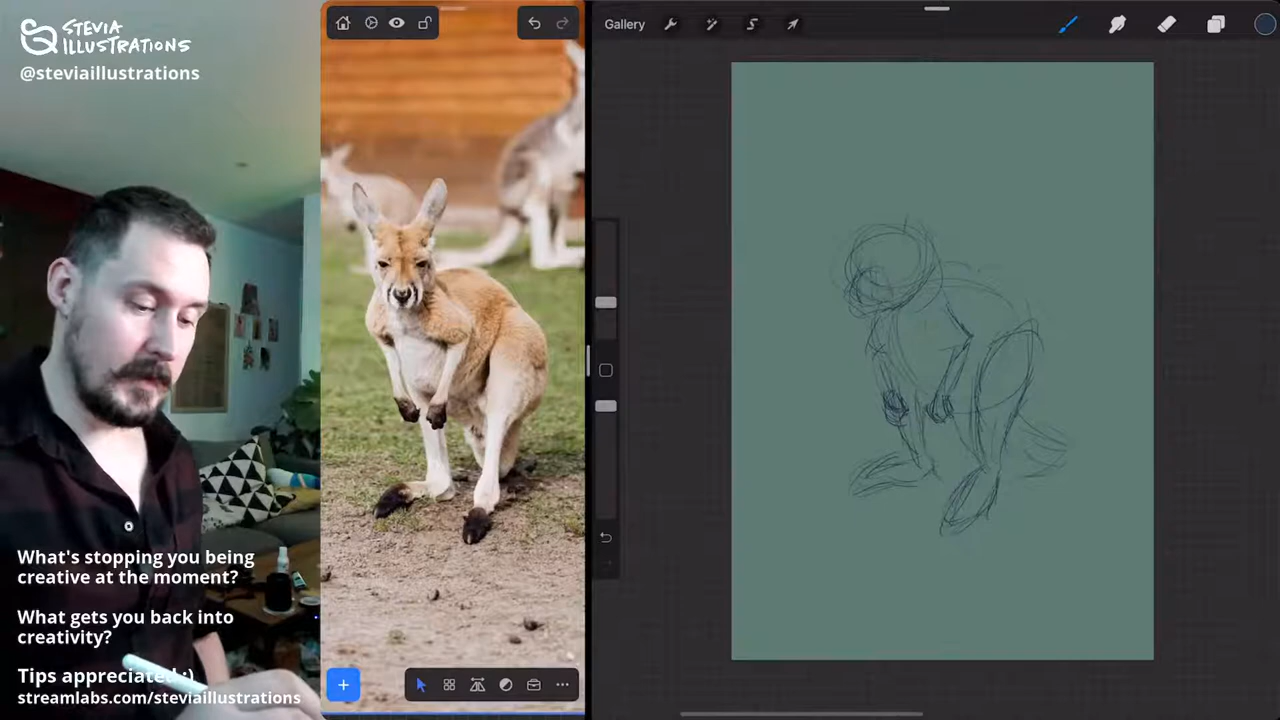 STEVIA
ILLUSTRATIONS
@steviaillustrations
Gallery
What's stopping you being
creative at the moment?
What gets you back into
creativity?
Tips appreciated :)
streamlabs.com/steviaillustrations